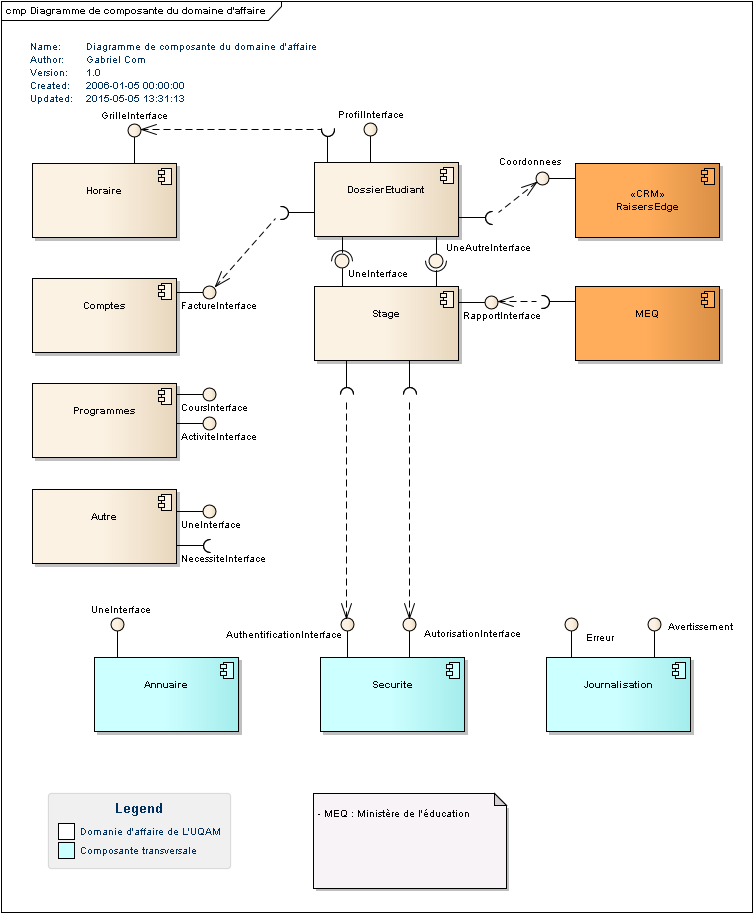 cmp Diagramme de composante du domaine d'affaire
Name: Diagramme de composante du domaine d'affaire
Author: Gabriel Com
Version: 1.0
Created: 2006-01-05 00:00:00
Updated: 2015-05-05 13:31:13
GrilleInterface
ProfilInterface
Horaire
DossierEtudiant
Coordonnees
«CRM»
RaisersEdge
UneAutreInterface
UneInterface
Comptes
FactureInterface
Stage
RapportInterface
MEQ
Programmes
CoursInterface
ActiviteInterface
Autre
UneInterface
NecessiteInterface
UneInterface
AuthentificationInterface
AutorisationInterface
Erreur
Avertissement
Annuaire
Securite
Journalisation
Legend
Domanie d'affaire de L'UQAM
Composante transversale
- MEQ : Ministère de l'éducation